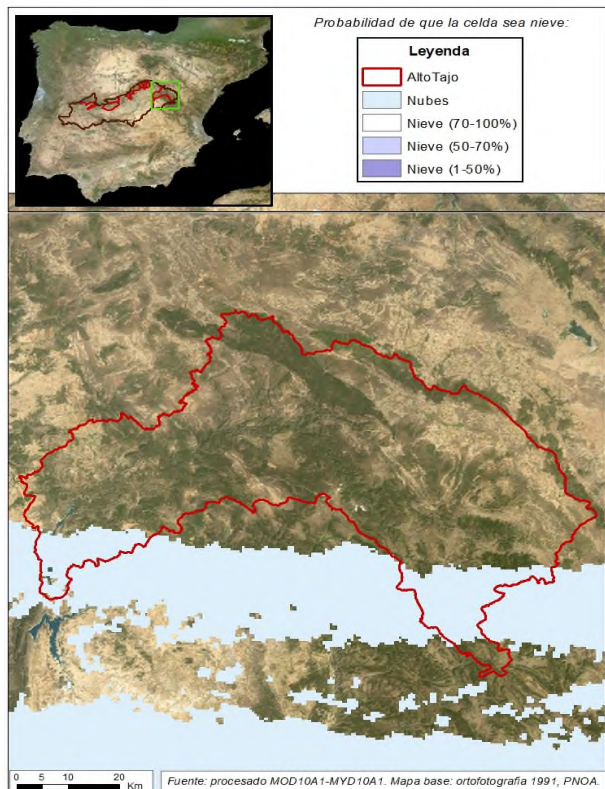 Probabilidad de que la celda sea nieve:
Leyenda
AltoTajo
Nubes
Nieve (70-100%)
Nieve (50-70%)
Nieve (1-50%)
0 5 10 20
Km
Fuente: procesado MOD10A1-MYD10A1. Mapa base: ortofotografia 1991, PNOA.